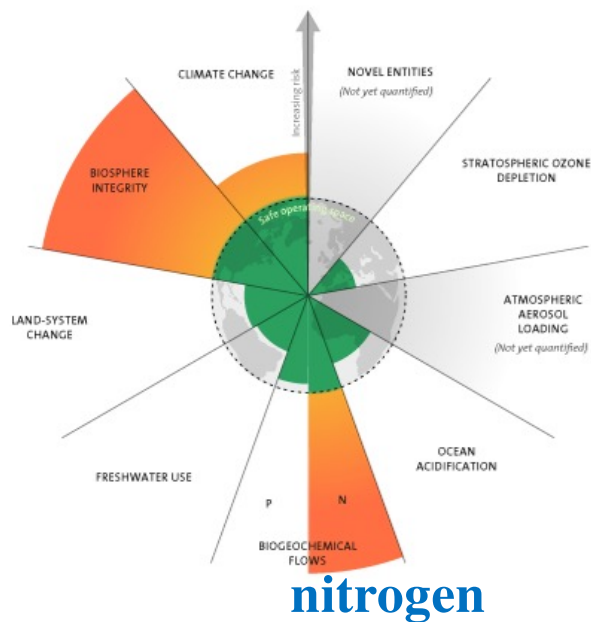 CLIMATE CHANGE
Increasing risk
NOVEL ENTITIES
(Not yet quantified)
STRATOSPHERIC OZONE
DEPLETION
BIOSPHERE
INTEGRITY
Safe operating space
ATMOSPHERIC
AEROSOL
LOADING
(Not yet quantified)
LAND-SYSTEM
CHANGE
OCEAN
ACIDIFICATION
FRESHWATER USE
P
N
BIOGEOCHEMICAL
FLOWS
nitrogen